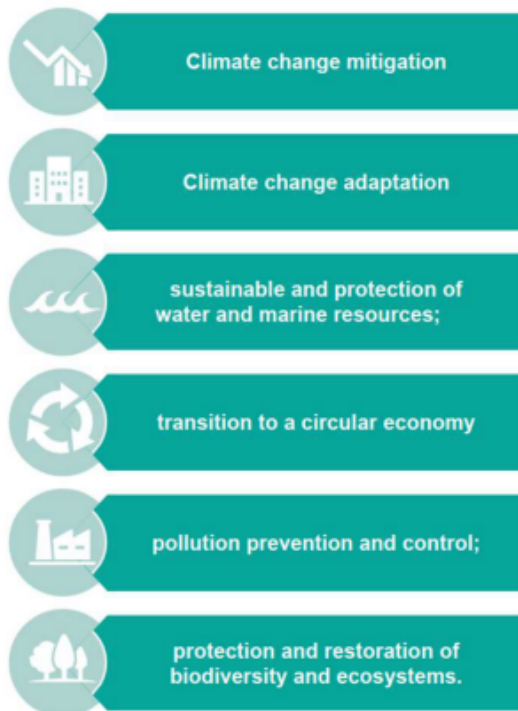 Climate change mitigation
Climate change adaptation
sustainable and protection of
water and marine resources;
transition to a circular economy
pollution prevention and control;
protection and restoration of
biodiversity and ecosystems.